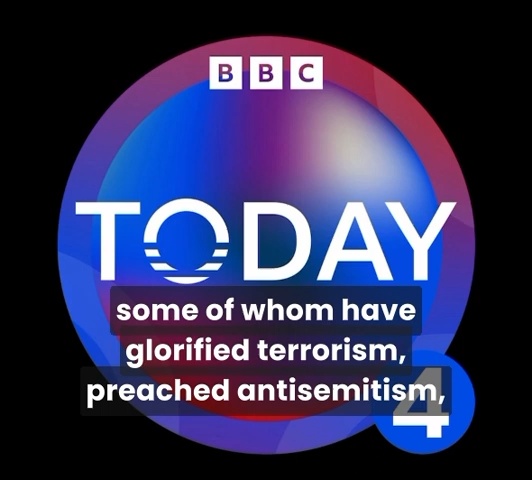 BBC
TODAY
some of whom have
glorified terrorism,
preached antisemitism,
4